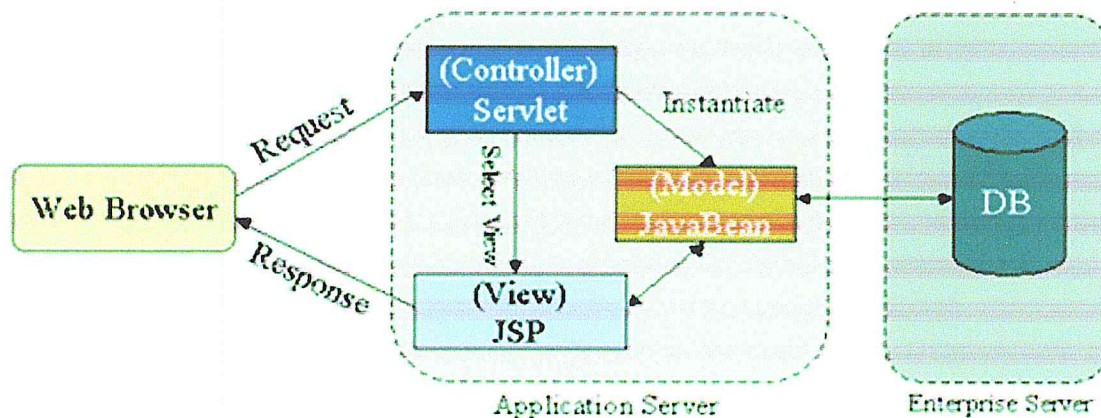 (Controller)
Servlet
Instantiate
Request
Select View
(Model)
JavaBean
DB
Web Browser
Response
(View)
JSP
Application Server
Enterprise Server